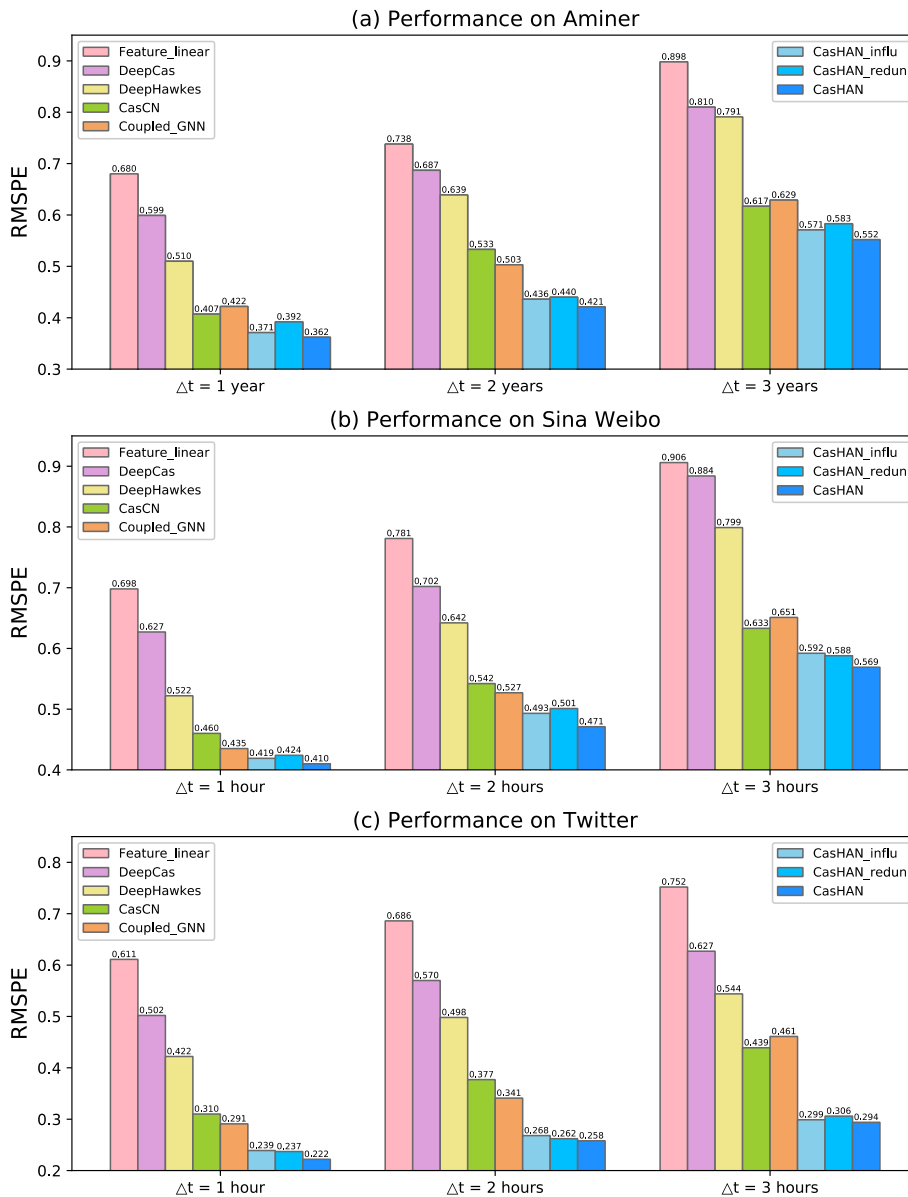 (a) Performance on Aminer
RMSPE
0.9
0.8
0.7
0.6
0.5
0.4
0.3
Feature_linear
DeepCas
DeepHawkes
CasCN
Coupled_GNN
CasHAN_influ
CasHAN_redun
CasHAN
0.680
0.599
0.510
0.407
0.422
0.371
0.392
0.362
0.738
0.687
0.639
0.533
0.503
0.436
0.440
0.421
0.898
0.810
0.791
0.617
0.629
0.571
0.583
0.552
△t = 1 year
△t = 2 years
△t = 3 years
(b) Performance on Sina Weibo
RMSPE
0.9
0.8
0.7
0.6
0.5
0.4
Feature_linear
DeepCas
DeepHawkes
CasCN
Coupled_GNN
CasHAN_influ
CasHAN_redun
CasHAN
0.698
0.627
0.522
0.460
0.435
0.419
0.424
0.410
0.781
0.702
0.642
0.542
0.527
0.493
0.501
0.471
0.906
0.884
0.799
0.633
0.651
0.592
0.588
0.569
△t = 1 hour
△t = 2 hours
△t = 3 hours
(c) Performance on Twitter
RMSPE
0.8
0.7
0.6
0.5
0.4
0.3
0.2
Feature_linear
DeepCas
DeepHawkes
CasCN
Coupled_GNN
CasHAN_influ
CasHAN_redun
CasHAN
0.611
0.502
0.422
0.310
0.291
0.239
0.237
0.222
0.686
0.570
0.498
0.377
0.341
0.268
0.262
0.258
0.752
0.627
0.544
0.439
0.461
0.299
0.306
0.294
△t = 1 hour
△t = 2 hours
△t = 3 hours